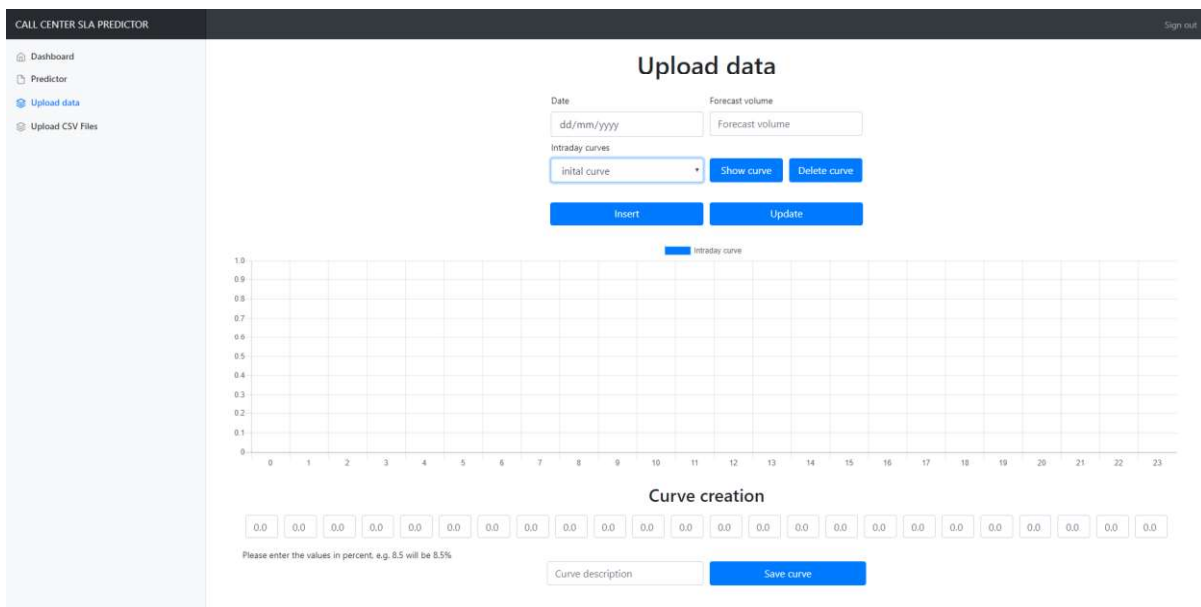 CALL CENTER SLA PREDICTOR
Sign out
Dashboard
Predictor
Upload data
Upload CSV Files
Upload data
Date Forecast volume
dd/mm/yyyy Forecast volume
Intraday curves
inital curve Show curve Delete curve
Insert Update
Intraday curve
1.0
0.9
0.8
0.7
0.6
0.5
0.4
0.3
0.2
0.1
0
0 1 2 3 4 5 6 7 8 9 10 11 12 13 14 15 16 17 18 19 20 21 22 23
Curve creation
0.0 0.0 0.0 0.0 0.0 0.0 0.0 0.0 0.0 0.0 0.0 0.0 0.0 0.0 0.0 0.0 0.0 0.0 0.0 0.0 0.0 0.0 0.0 0.0
Please enter the values in percent, e.g. 8.5 will be 8.5%
Curve description Save curve